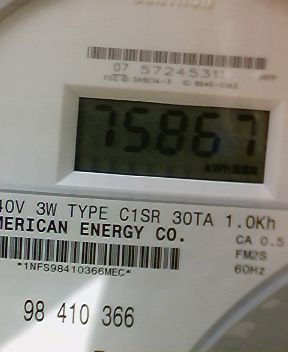 07 57245311
75867
kWh
40V 3W TYPE C1SR 30TA 1.0Kh
MERICAN ENERGY CO.
CA 0.5
*1NFS98410366MEC*
FM2S
60Hz
98 410 366